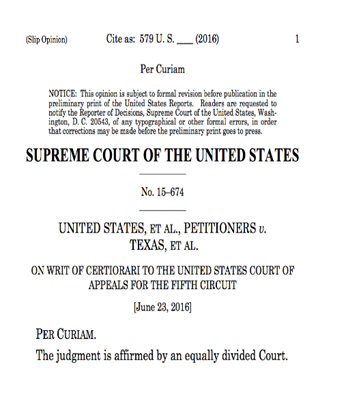 (Slip Opinion) Cite as: 579 U. S. ____ (2016) 1
Per Curiam
NOTICE: This opinion is subject to formal revision before publication in the
preliminary print of the United States Reports. Readers are requested to
notify the Reporter of Decisions, Supreme Court of the United States, Wash-
ington, D. C. 20543, of any typographical or other formal errors, in order
that corrections may be made before the preliminary print goes to press.
SUPREME COURT OF THE UNITED STATES
No. 15–674
UNITED STATES, ET AL., PETITIONERS v.
TEXAS, ET AL.
ON WRIT OF CERTIORARI TO THE UNITED STATES COURT OF
APPEALS FOR THE FIFTH CIRCUIT
[June 23, 2016]
PER CURIAM.
The judgment is affirmed by an equally divided Court.